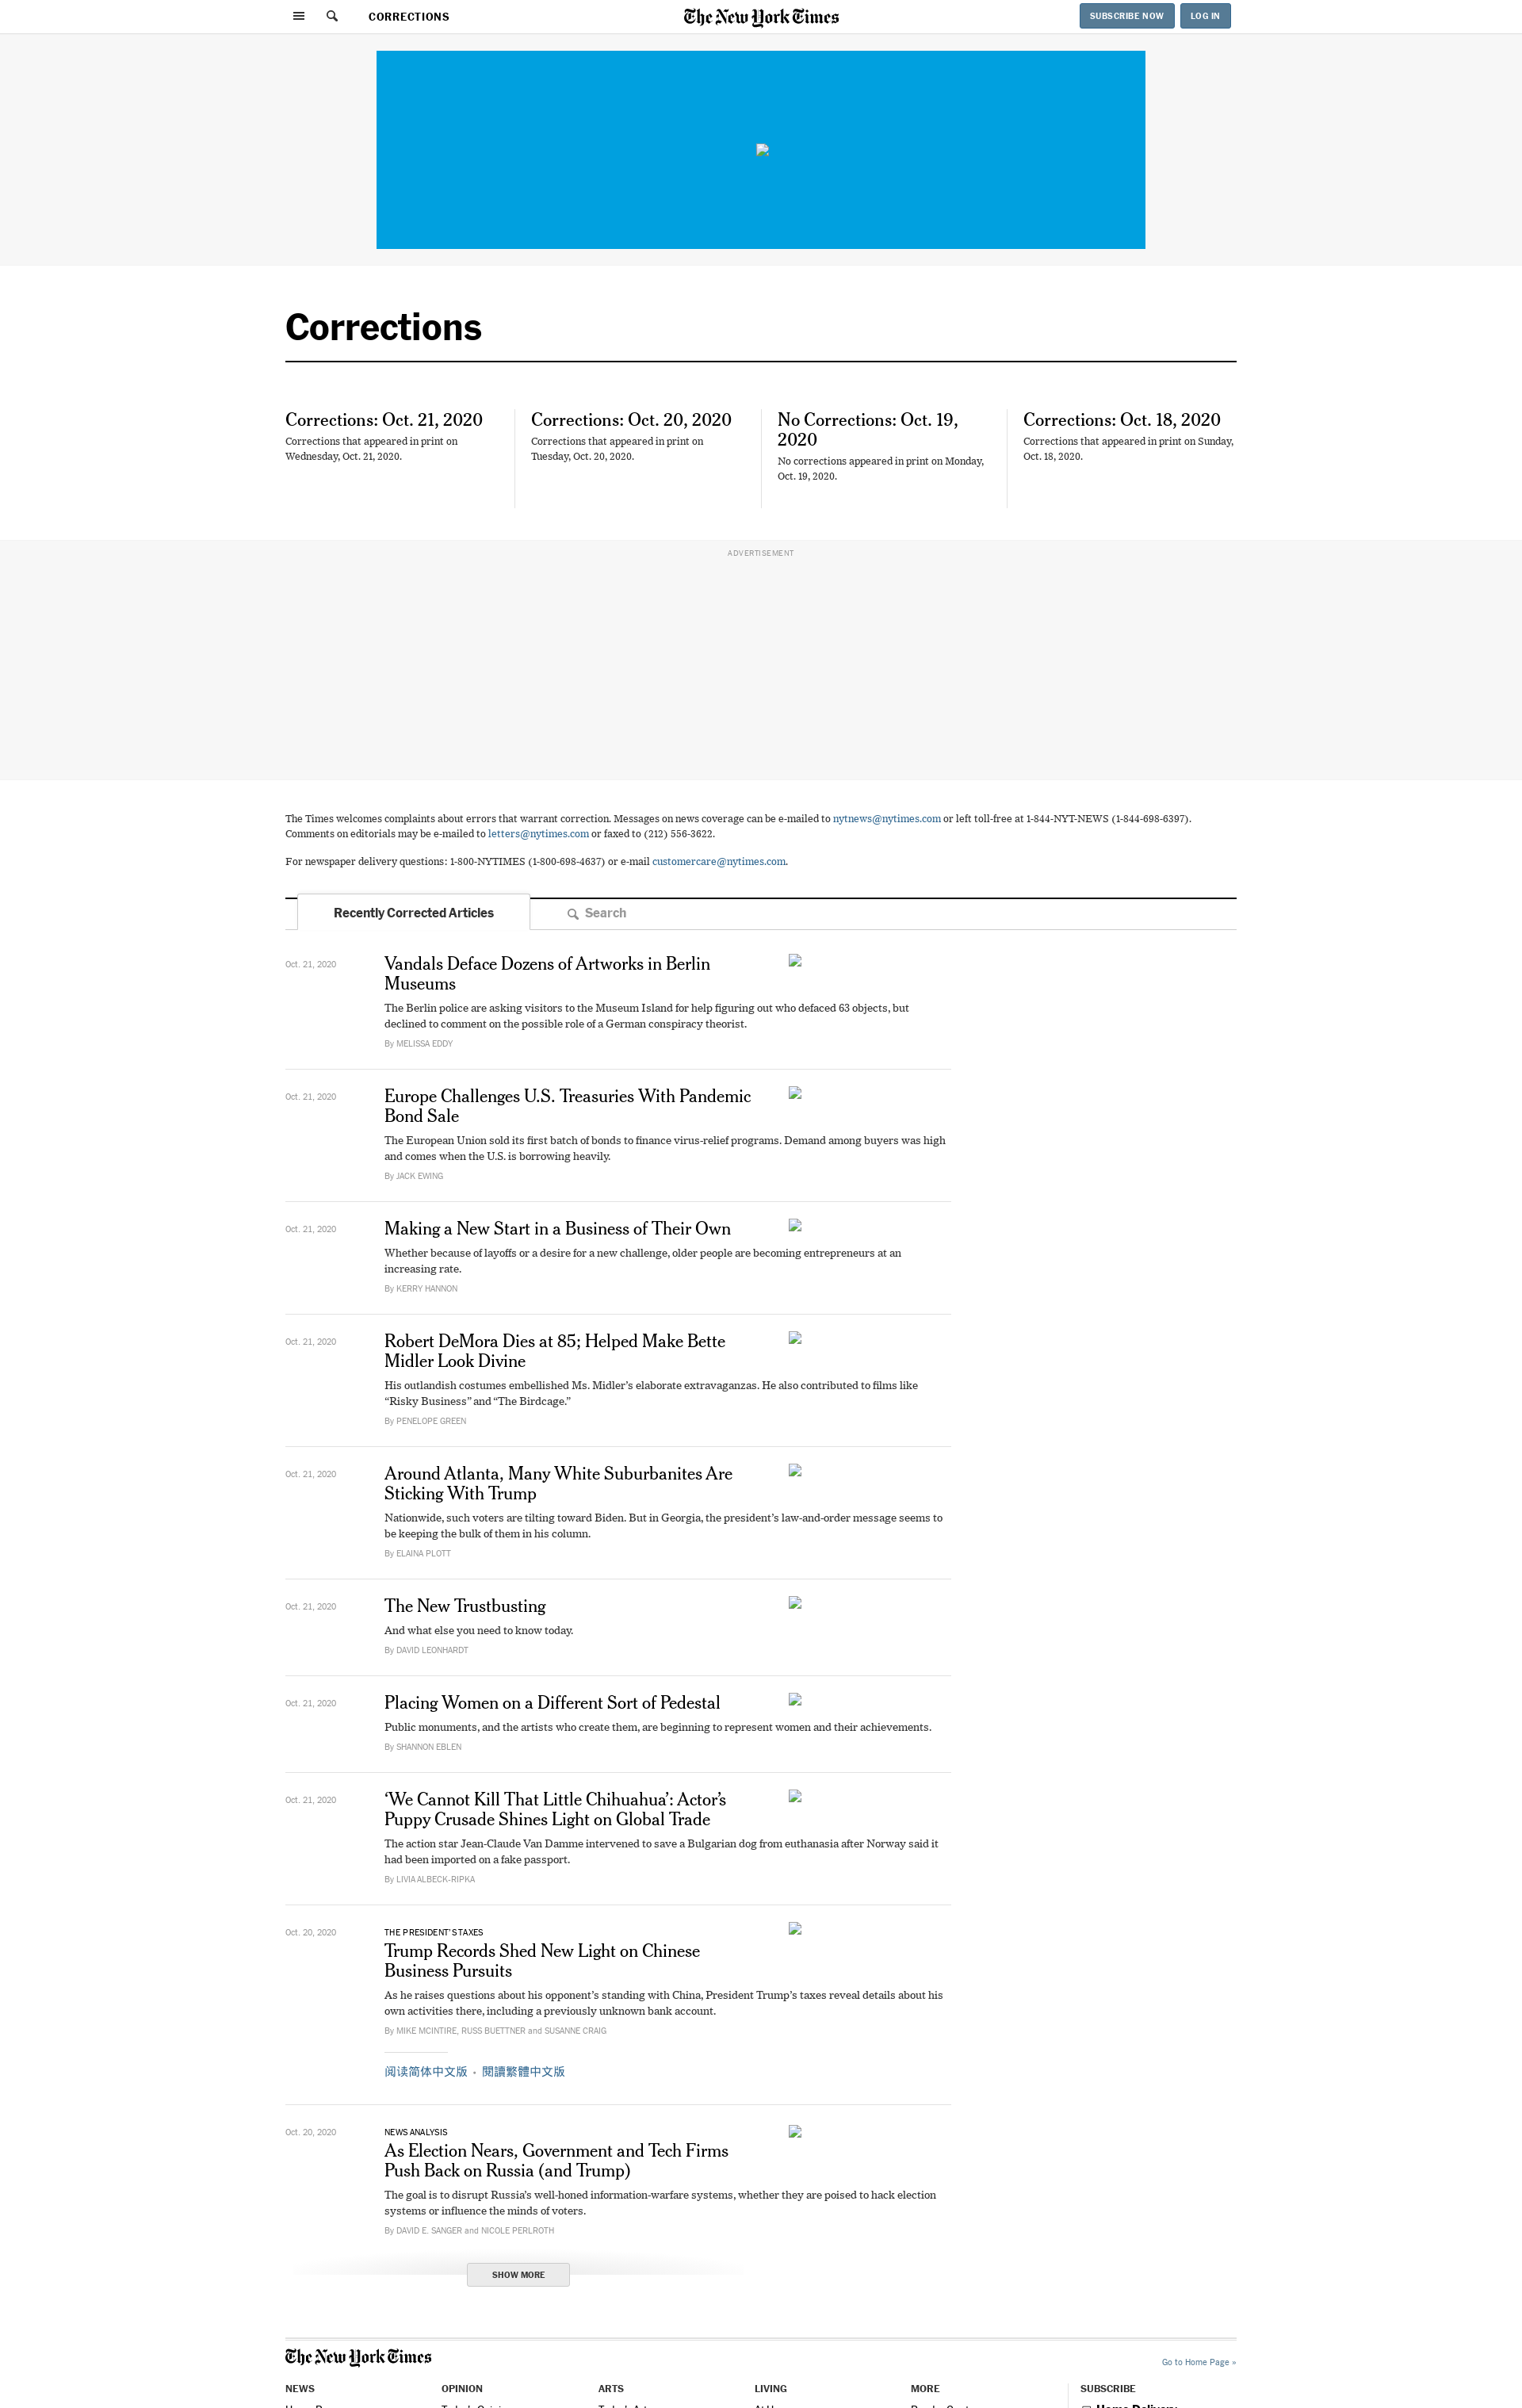 CORRECTIONS
The New York Times
SUBSCRIBE NOW
LOG IN
Corrections
Corrections: Oct. 21, 2020
Corrections that appeared in print on
Wednesday, Oct. 21, 2020.
Corrections: Oct. 20, 2020
Corrections that appeared in print on
Tuesday, Oct. 20, 2020.
No Corrections: Oct. 19,
2020
No corrections appeared in print on Monday,
Oct. 19, 2020.
Corrections: Oct. 18, 2020
Corrections that appeared in print on Sunday,
Oct. 18, 2020.
ADVERTISEMENT
The Times welcomes complaints about errors that warrant correction. Messages on news coverage can be e-mailed to nytnews@nytimes.com or left toll-free at 1-844-NYT-NEWS (1-844-698-6397).
Comments on editorials may be e-mailed to letters@nytimes.com or faxed to (212) 556-3622.
For newspaper delivery questions: 1-800-NYTIMES (1-800-698-4637) or e-mail customercare@nytimes.com.
Recently Corrected Articles
Search
Oct. 21, 2020
Vandals Deface Dozens of Artworks in Berlin
Museums
The Berlin police are asking visitors to the Museum Island for help figuring out who defaced 63 objects, but
declined to comment on the possible role of a German conspiracy theorist.
By MELISSA EDDY
Oct. 21, 2020
Europe Challenges U.S. Treasuries With Pandemic
Bond Sale
The European Union sold its first batch of bonds to finance virus-relief programs. Demand among buyers was high
and comes when the U.S. is borrowing heavily.
By JACK EWING
Oct. 21, 2020
Making a New Start in a Business of Their Own
Whether because of layoffs or a desire for a new challenge, older people are becoming entrepreneurs at an
increasing rate.
By KERRY HANNON
Oct. 21, 2020
Robert DeMora Dies at 85; Helped Make Bette
Midler Look Divine
His outlandish costumes embellished Ms. Midler’s elaborate extravaganzas. He also contributed to films like
“Risky Business” and “The Birdcage.”
By PENELOPE GREEN
Oct. 21, 2020
Around Atlanta, Many White Suburbanites Are
Sticking With Trump
Nationwide, such voters are tilting toward Biden. But in Georgia, the president’s law-and-order message seems to
be keeping the bulk of them in his column.
By ELAINA PLOTT
Oct. 21, 2020
The New Trustbusting
And what else you need to know today.
By DAVID LEONHARDT
Oct. 21, 2020
Placing Women on a Different Sort of Pedestal
Public monuments, and the artists who create them, are beginning to represent women and their achievements.
By SHANNON EBLEN
Oct. 21, 2020
‘We Cannot Kill That Little Chihuahua’: Actor’s
Puppy Crusade Shines Light on Global Trade
The action star Jean-Claude Van Damme intervened to save a Bulgarian dog from euthanasia after Norway said it
had been imported on a fake passport.
By LIVIA ALBECK-RIPKA
Oct. 20, 2020
THE PRESIDENT’S TAXES
Trump Records Shed New Light on Chinese
Business Pursuits
As he raises questions about his opponent’s standing with China, President Trump’s taxes reveal details about his
own activities there, including a previously unknown bank account.
By MIKE MCINTIRE, RUSS BUETTNER and SUSANNE CRAIG
阅读简体中文版 • 閱讀繁體中文版
Oct. 20, 2020
NEWS ANALYSIS
As Election Nears, Government and Tech Firms
Push Back on Russia (and Trump)
The goal is to disrupt Russia’s well-honed information-warfare systems, whether they are poised to hack election
systems or influence the minds of voters.
By DAVID E. SANGER and NICOLE PERLROTH
SHOW MORE
The New York Times
Go to Home Page »
NEWS
OPINION
ARTS
LIVING
MORE
SUBSCRIBE
Home Delivery